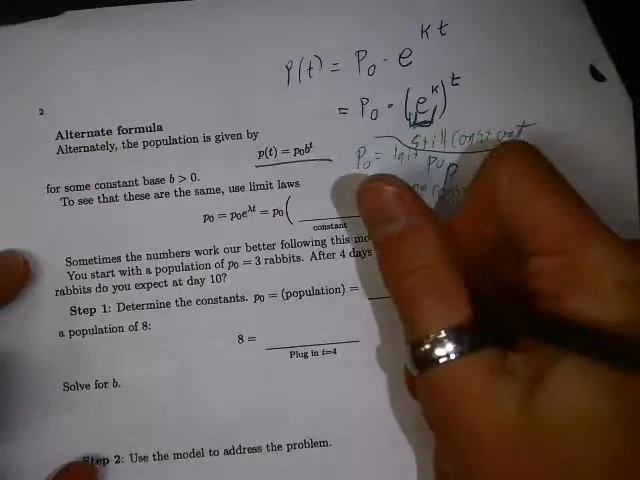 P(t) = P₀ · e^kt
= P₀ · (e^k)^t
still constant
P₀ = init pop
2
Alternate formula
Alternately, the population is given by
p(t) = p₀bᵗ
for some constant base b > 0.
To see that these are the same, use limit laws
p₀ = p₀e^λt = p₀(
constant
Sometimes the numbers work our better following this
You start with a population of p₀ = 3 rabbits. After 4 days
rabbits do you expect at day 10?
Step 1: Determine the constants. p₀ = (population) =
a population of 8:
8 =
Plug in t=4
Solve for b.
Step 2: Use the model to address the problem.